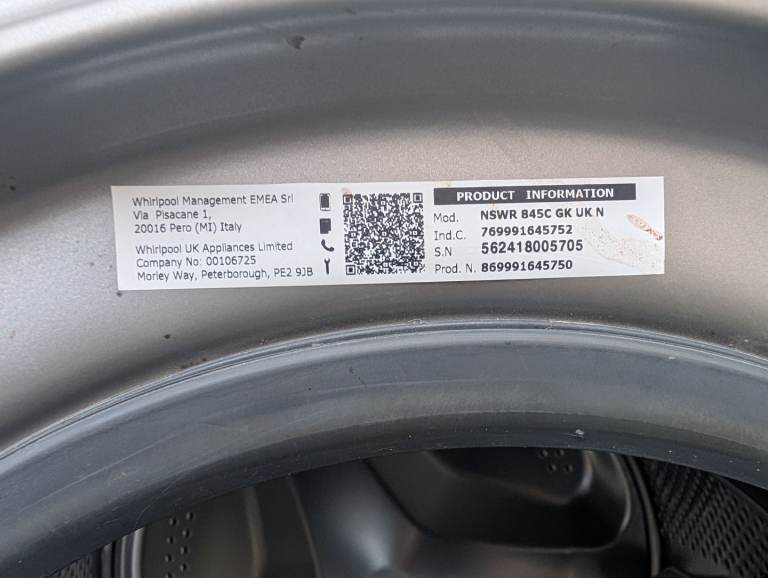 Whirlpool Management EMEA Srl
Via Pisacane 1,
20016 Pero (MI) Italy
Whirlpool UK Appliances Limited
Company No: 00106725
Morley Way, Peterborough, PE2 9JB
PRODUCT INFORMATION
Mod. NSWR 845C GK UK N
Ind.C. 769991645752
S.N 562418005705
Prod. N. 869991645750